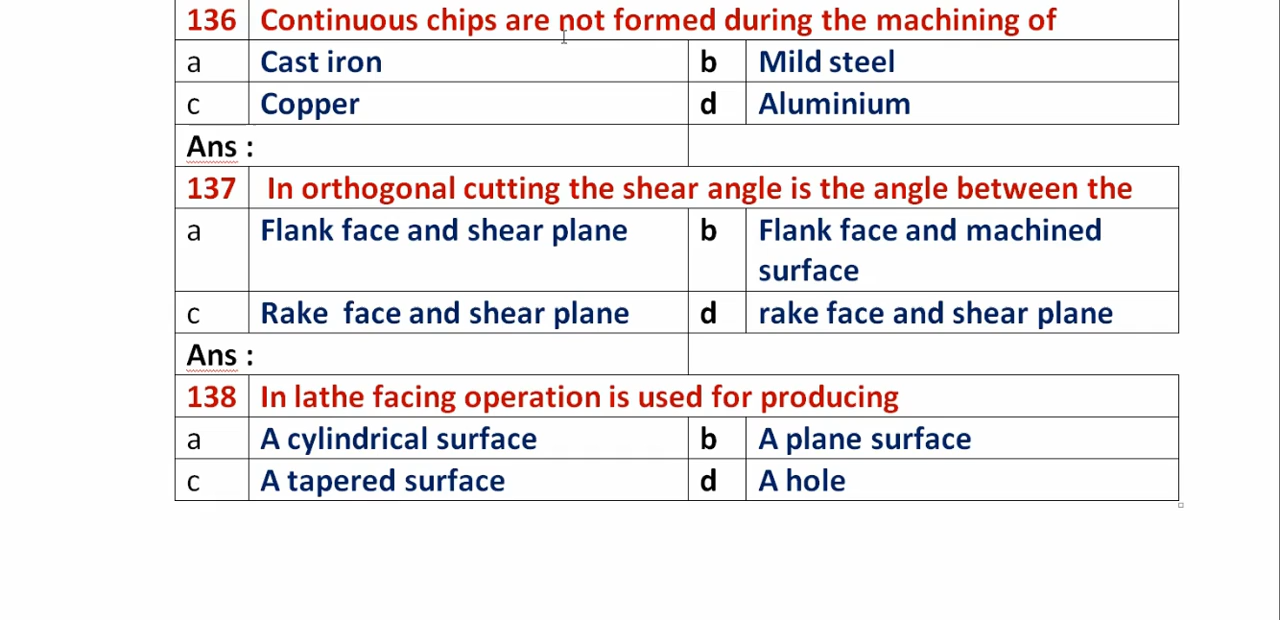 136 Continuous chips are not formed during the machining of
a Cast iron b Mild steel
c Copper d Aluminium
Ans :
137 In orthogonal cutting the shear angle is the angle between the
a Flank face and shear plane b Flank face and machined
surface
c Rake face and shear plane d rake face and shear plane
Ans :
138 In lathe facing operation is used for producing
a A cylindrical surface b A plane surface
c A tapered surface d A hole